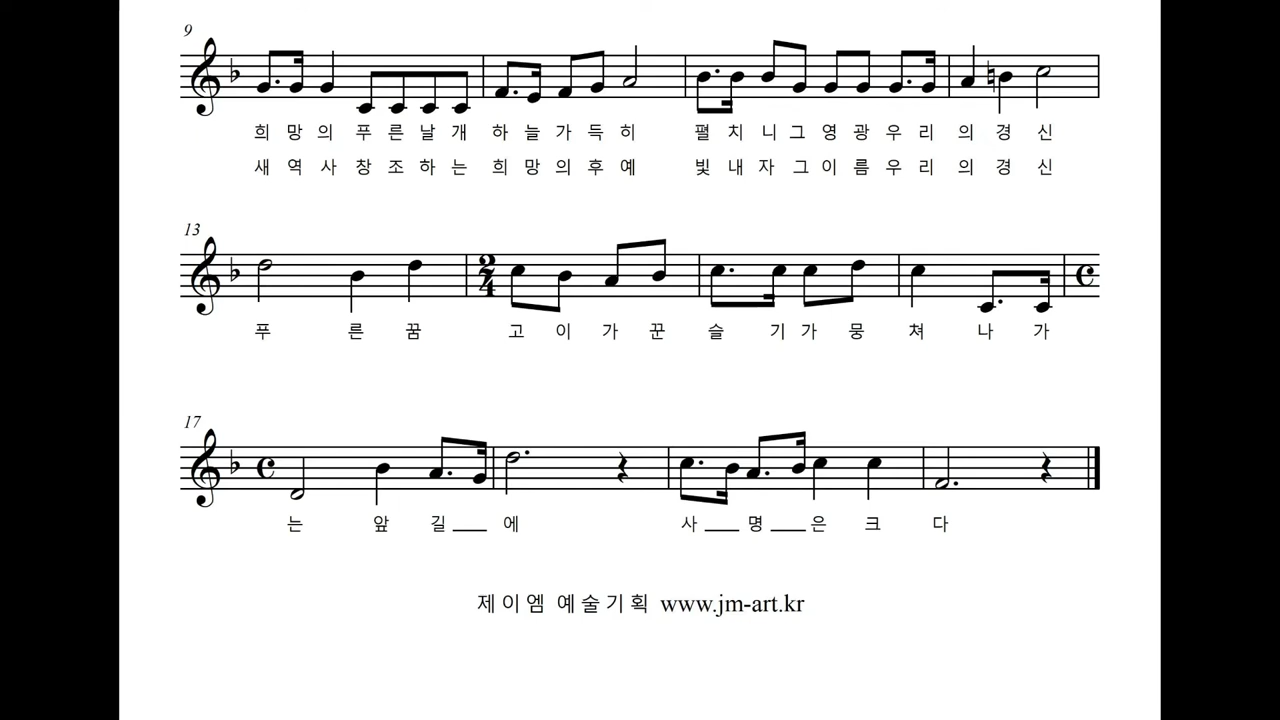 9
희 망 의 푸 른 날 개 하 늘 가 득 히 펼 치 니 그 영 광 우 리 의 경 신
새 역 사 창 조 하 는 희 망 의 후 예 빛 내 자 그 이 름 우 리 의 경 신
13
2
4
푸 른 꿈 고 이 가 꾼 슬 기 가 뭉 쳐 나 가
17
는 앞 길 에 사 명 은 크 다
제이엠 예술기획 www.jm-art.kr